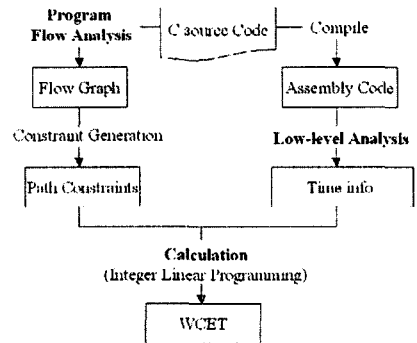 Program
Flow Analysis
C source Code
Compile
Flow Graph
Assembly Code
Constraint Generation
Low-level Analysis
Path Constraints
Time info
Calculation
(Integer Linear Programming)
WCET